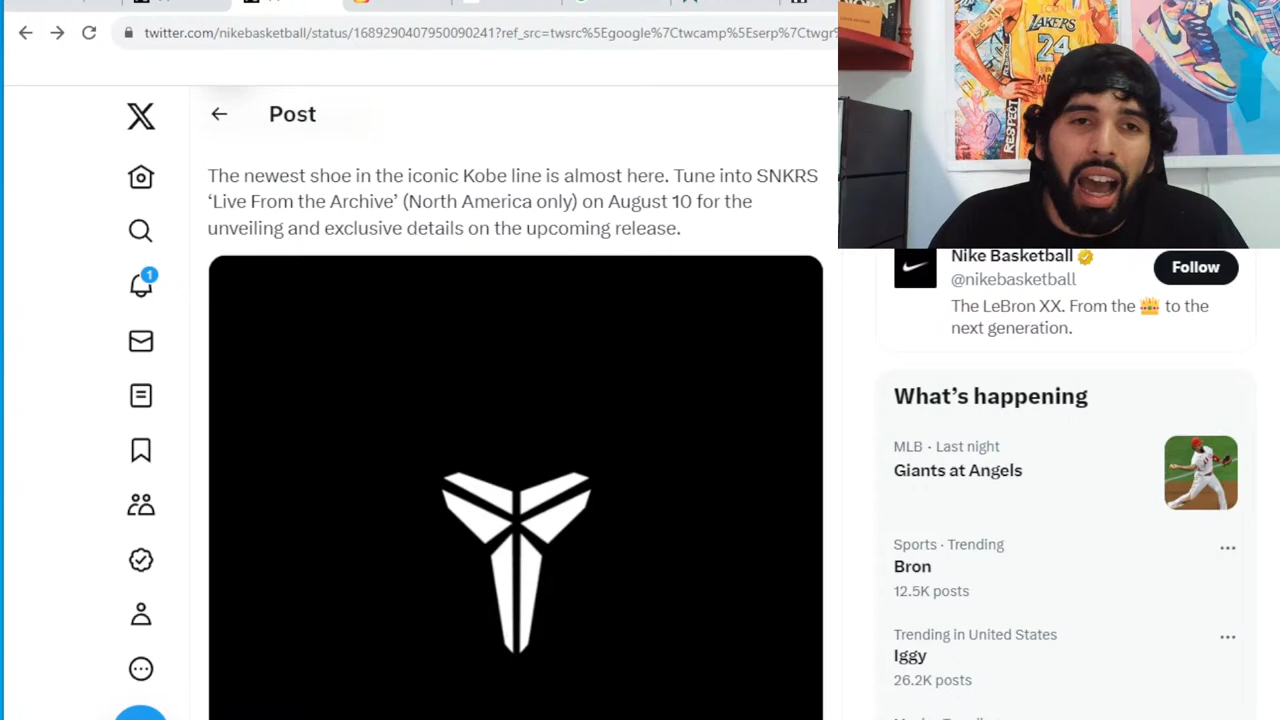 twitter.com/nikebasketball/status/1689290407950090241?ref_src=twsrc%5Egoogle%7Ctwcamp%5Eserp%7Ctwgr%
Post
The newest shoe in the iconic Kobe line is almost here. Tune into SNKRS
‘Live From the Archive’ (North America only) on August 10 for the
unveiling and exclusive details on the upcoming release.
1
LAKERS
24
RESPECT
Nike Basketball
@nikebasketball
Follow
The LeBron XX. From the 👑 to the
next generation.
What’s happening
MLB · Last night
Giants at Angels
Sports · Trending
Bron
12.5K posts
Trending in United States
Iggy
26.2K posts